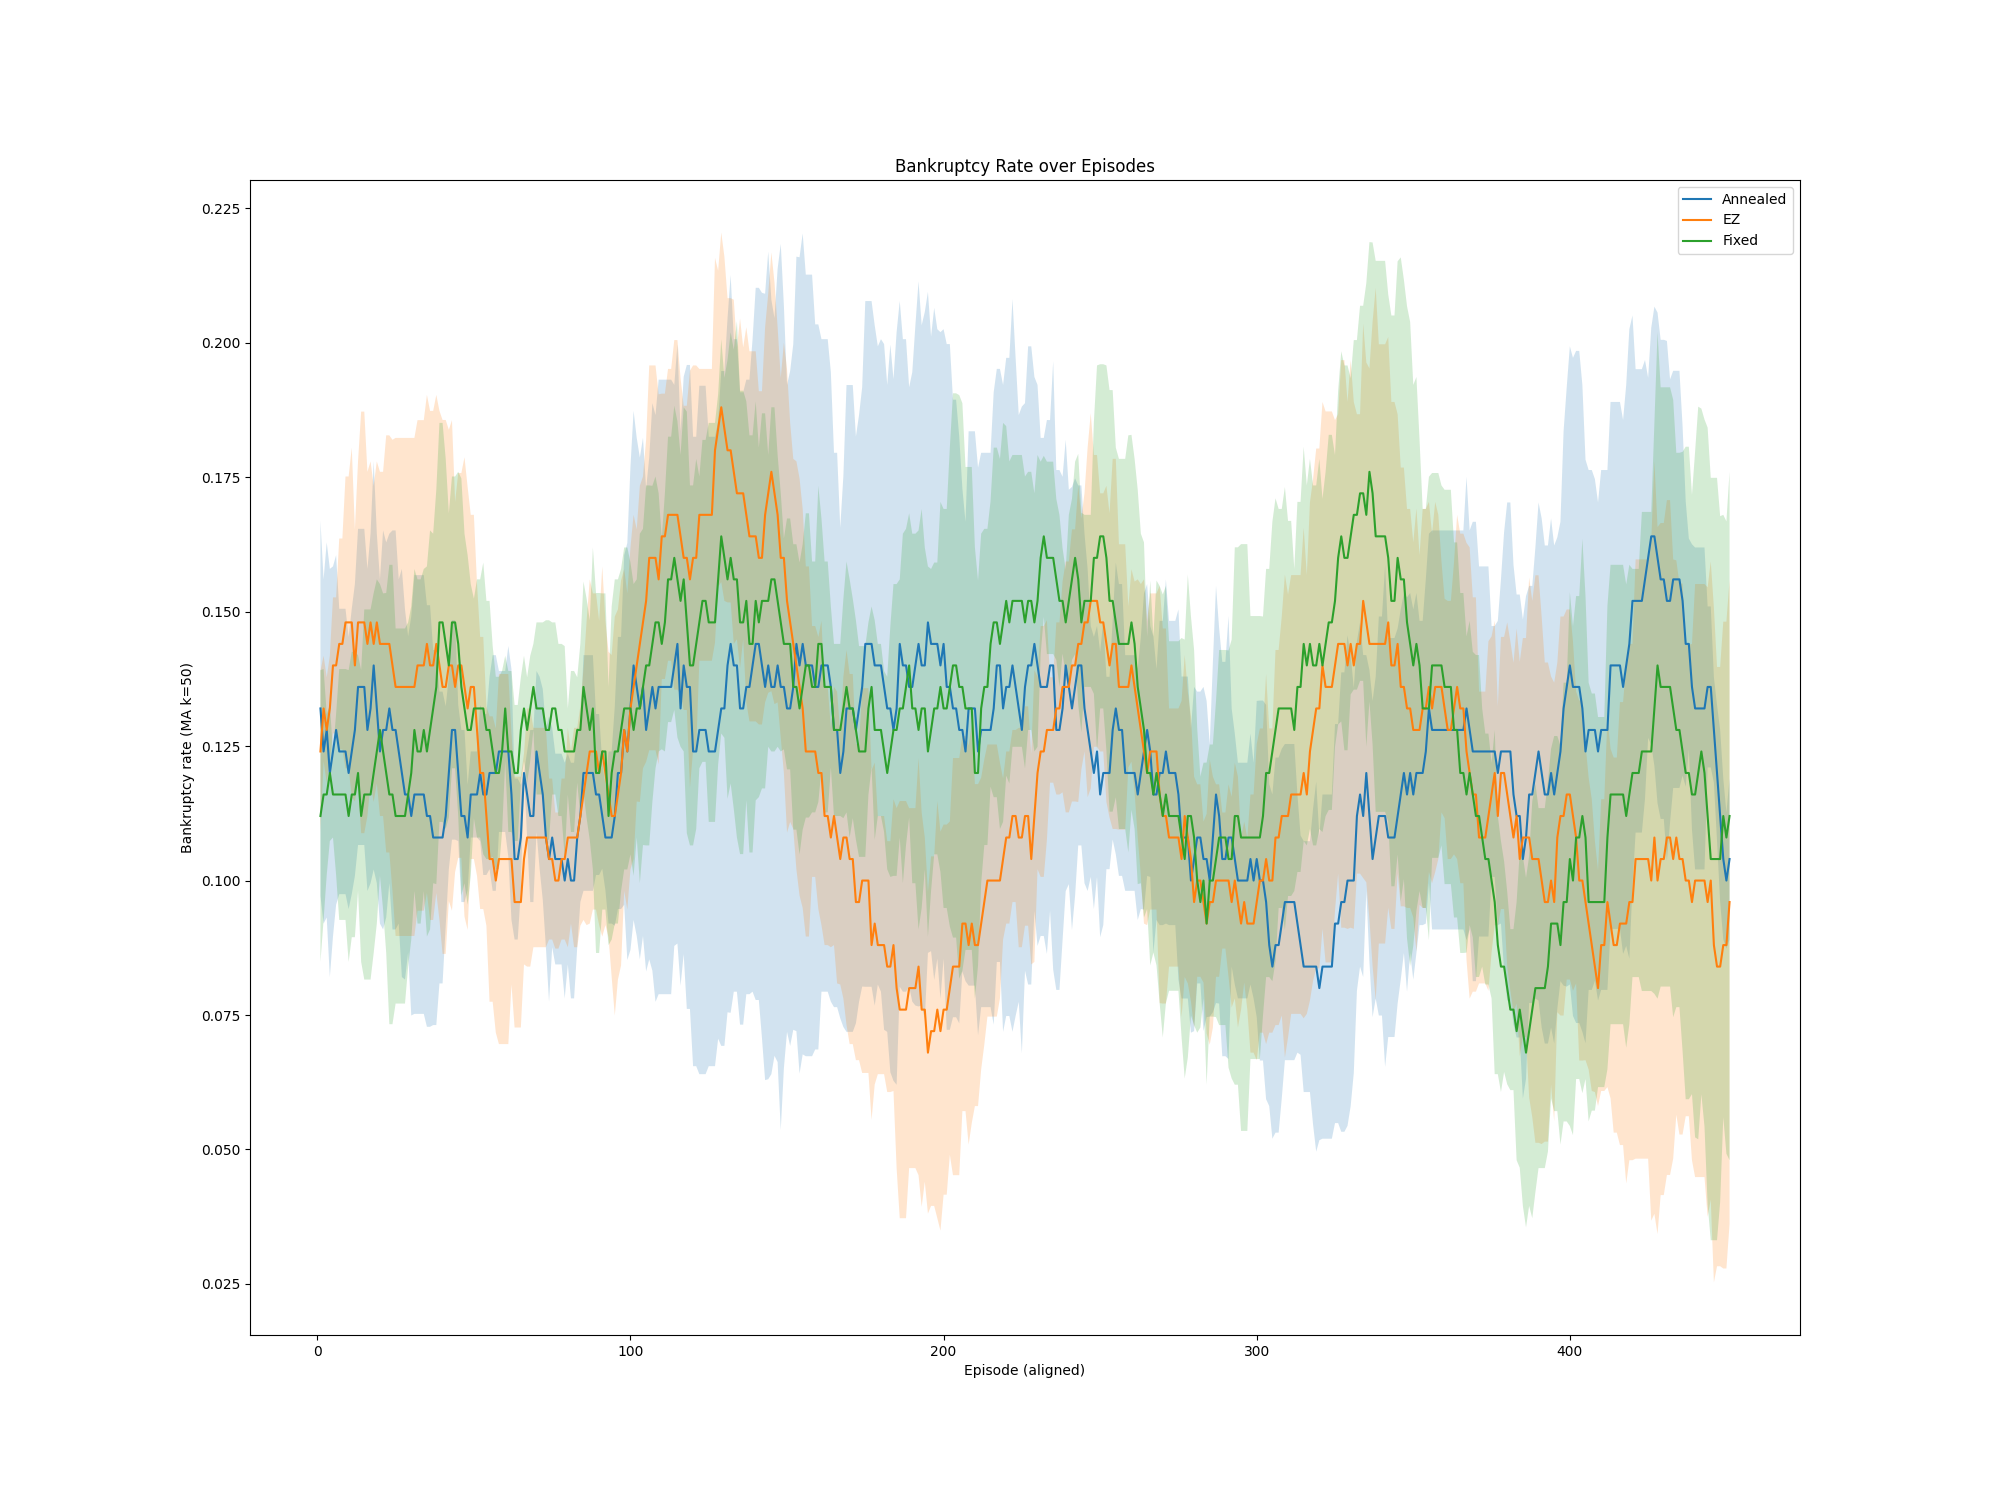 Bankruptcy Rate over Episodes
Annealed
EZ
Fixed
Bankruptcy rate (MA k=50)
0.225
0.200
0.175
0.150
0.125
0.100
0.075
0.050
0.025
0 100 200 300 400
Episode (aligned)